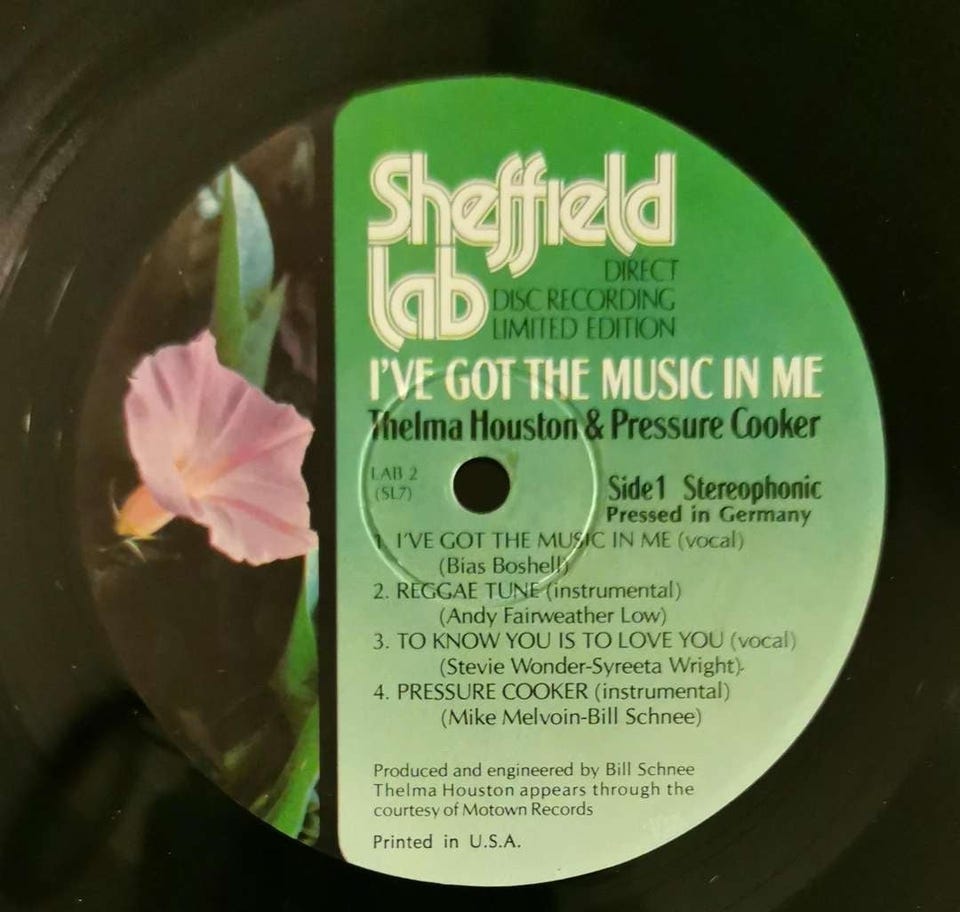 Sheffield
lab
DIRECT
DISC RECORDING
LIMITED EDITION
I'VE GOT THE MUSIC IN ME
Thelma Houston & Pressure Cooker
LAB 2
(SL7)
Side 1 Stereophonic
Pressed in Germany
1. I'VE GOT THE MUSIC IN ME (vocal)
(Bias Boshell)
2. REGGAE TUNE (instrumental)
(Andy Fairweather Low)
3. TO KNOW YOU IS TO LOVE YOU (vocal)
(Stevie Wonder-Syreeta Wright)
4. PRESSURE COOKER (instrumental)
(Mike Melvoin-Bill Schnee)
Produced and engineered by Bill Schnee
Thelma Houston appears through the
courtesy of Motown Records
Printed in U.S.A.